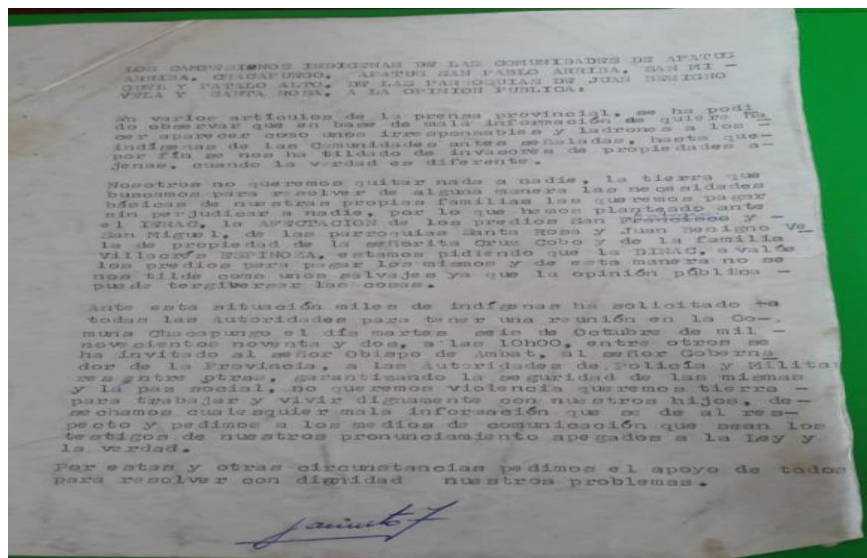 LOS CAMPESINOS INDIGENAS DE LAS COMUNIDADES DE APATUG
ARRIBA, CHACAPUNGO, APATUG SAN PABLO ARRIBA, SAN MI -
GUEL Y PATALO ALTO, DE LAS PARROQUIAS DE JUAN BENIGNO
VELA Y SANTA ROSA, A LA OPINION PUBLICA:
En varios artículos de la prensa provincial, se ha podi
do observar que en base de mala información se quiere ha
cer aparecer como unos irresponsables y ladrones a los -
indígenas de las Comunidades antes señaladas, hasta que-
por fin se nos ha tildado de invasores de propiedades a-
jenas, cuando la verdad es diferente.
Nosotros no queremos quitar nada a nadie, la tierra que
buscamos para resolver de alguna manera las necesidades
básicas de nuestras propias familias las queremos pagar
sin perjudicar a nadie, por lo que hemos planteado ante
el IERAC, la AFECTACION de los predios San Francisco y -
San Miguel, de las parroquias Santa Rosa y Juan Benigno Ve
la de propiedad de la señorita Cruz Cobo y de la familia
Villacrés ESPINOZA, estamos pidiendo que la DINAC, avalúe
los predios para pagar los mismos y de esta manera no se
nos tilde como unos salvajes ya que la opinión pública -
puede tergiversar las cosas.
Ante esta situación miles de indígenas ha solicitado a
todas las Autoridades para tener una reunión en la Co-
muna Chacapungo el día martes seis de Octubre de mil -
novecientos noventa y dos, a las 10h00, entre otros se
ha invitado al señor Obispo de Ambat, al señor Goberna
dor de la Provincia, a las Autoridades de Policía y Milita
res entre otras, garantizando la seguridad de las mismas
y la paz social, no queremos violencia queremos tierra -
para trabajar y vivir dignamente con nuestros hijos, de-
sechamos cualesquier mala información que se de al res-
pecto y pedimos a los medios de comunicación que sean los
testigos de nuestros pronunciamiento apegados a la Ley y
la verdad.
Por estas y otras circunstancias pedimos el apoyo de todos
para resolver con dignidad nuestros problemas.